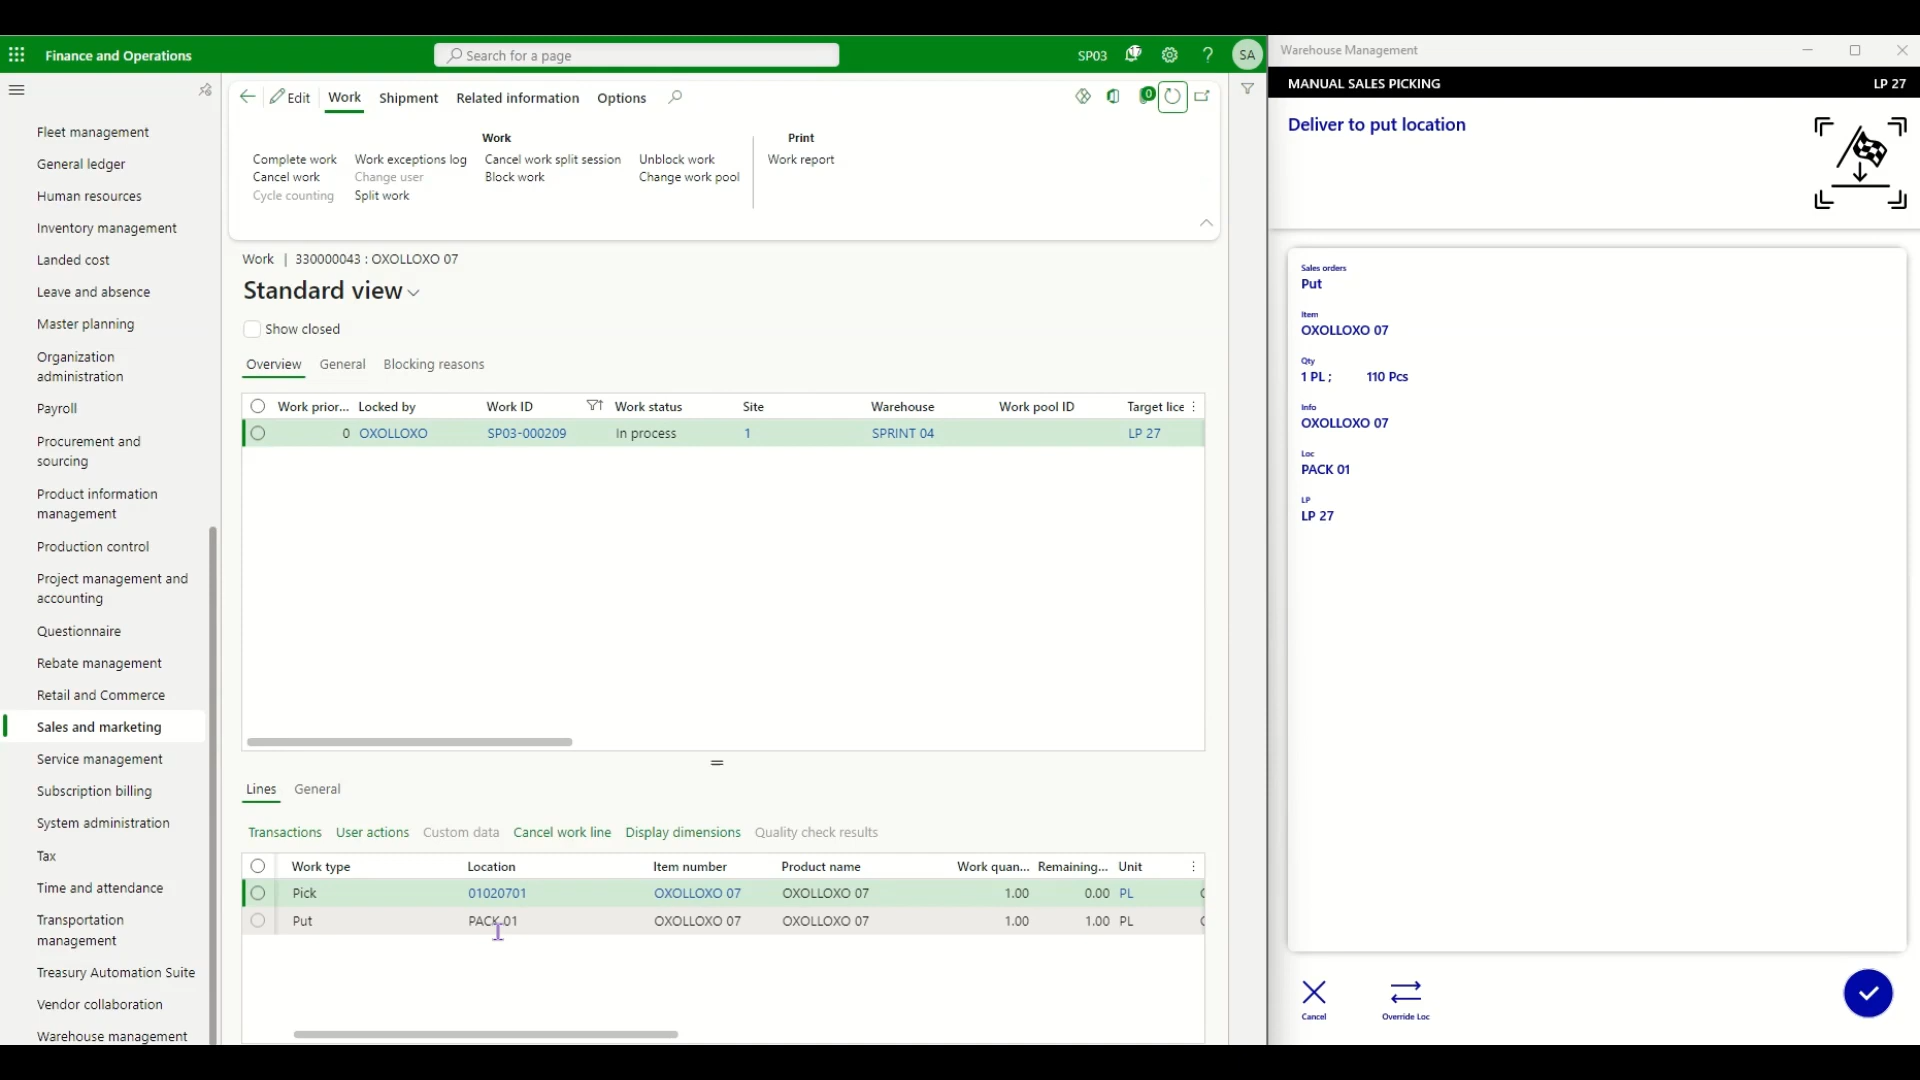 Finance and Operations
Search for a page
SP03
?
SA
Fleet management
General ledger
Human resources
Inventory management
Landed cost
Leave and absence
Master planning
Organization
administration
Payroll
Procurement and
sourcing
Product information
management
Production control
Project management and
accounting
Questionnaire
Rebate management
Retail and Commerce
Sales and marketing
Service management
Subscription billing
System administration
Tax
Time and attendance
Transportation
management
Treasury Automation Suite
Vendor collaboration
Warehouse management
Edit Work Shipment Related information Options
0
Work Print
Complete work Work exceptions log Cancel work split session Unblock work Work report
Cancel work Change user Block work Change work pool
Cycle counting Split work
Work | 330000043 : OXOLLOXO 07
Standard view
Show closed
Overview General Blocking reasons
Work prior... Locked by Work ID Work status Site Warehouse Work pool ID Target lice
0 OXOLLOXO SP03-000209 In process 1 SPRINT 04 LP 27
Lines General
Transactions User actions Custom data Cancel work line Display dimensions Quality check results
Work type Location Item number Product name Work quan... Remaining... Unit
Pick 01020701 OXOLLOXO 07 OXOLLOXO 07 1.00 0.00 PL
Put PACK 01 OXOLLOXO 07 OXOLLOXO 07 1.00 1.00 PL
Warehouse Management
MANUAL SALES PICKING LP 27
Deliver to put location
Sales orders
Put
Item
OXOLLOXO 07
Qty
1 PL ; 110 Pcs
Info
OXOLLOXO 07
Loc
PACK 01
LP
LP 27
Cancel Override Loc